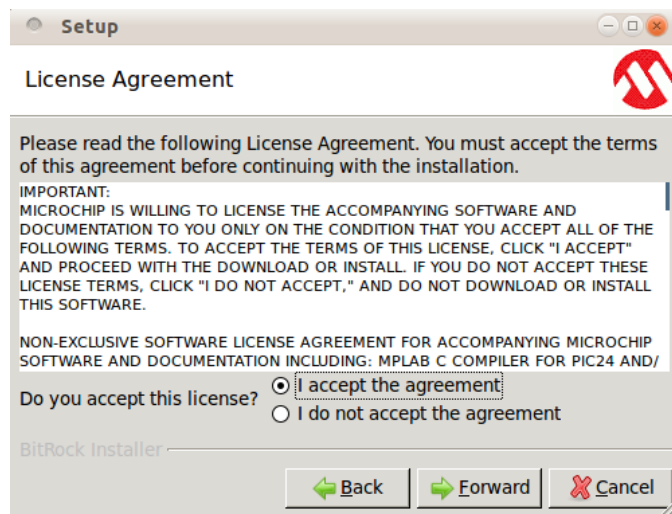 Setup
License Agreement
Please read the following License Agreement. You must accept the terms
of this agreement before continuing with the installation.
IMPORTANT:
MICROCHIP IS WILLING TO LICENSE THE ACCOMPANYING SOFTWARE AND
DOCUMENTATION TO YOU ONLY ON THE CONDITION THAT YOU ACCEPT ALL OF THE
FOLLOWING TERMS. TO ACCEPT THE TERMS OF THIS LICENSE, CLICK "I ACCEPT"
AND PROCEED WITH THE DOWNLOAD OR INSTALL. IF YOU DO NOT ACCEPT THESE
LICENSE TERMS, CLICK "I DO NOT ACCEPT," AND DO NOT DOWNLOAD OR INSTALL
THIS SOFTWARE.
NON-EXCLUSIVE SOFTWARE LICENSE AGREEMENT FOR ACCOMPANYING MICROCHIP
SOFTWARE AND DOCUMENTATION INCLUDING: MPLAB C COMPILER FOR PIC24 AND/
Do you accept this license?
I accept the agreement
I do not accept the agreement
BitRock Installer
Back Forward Cancel